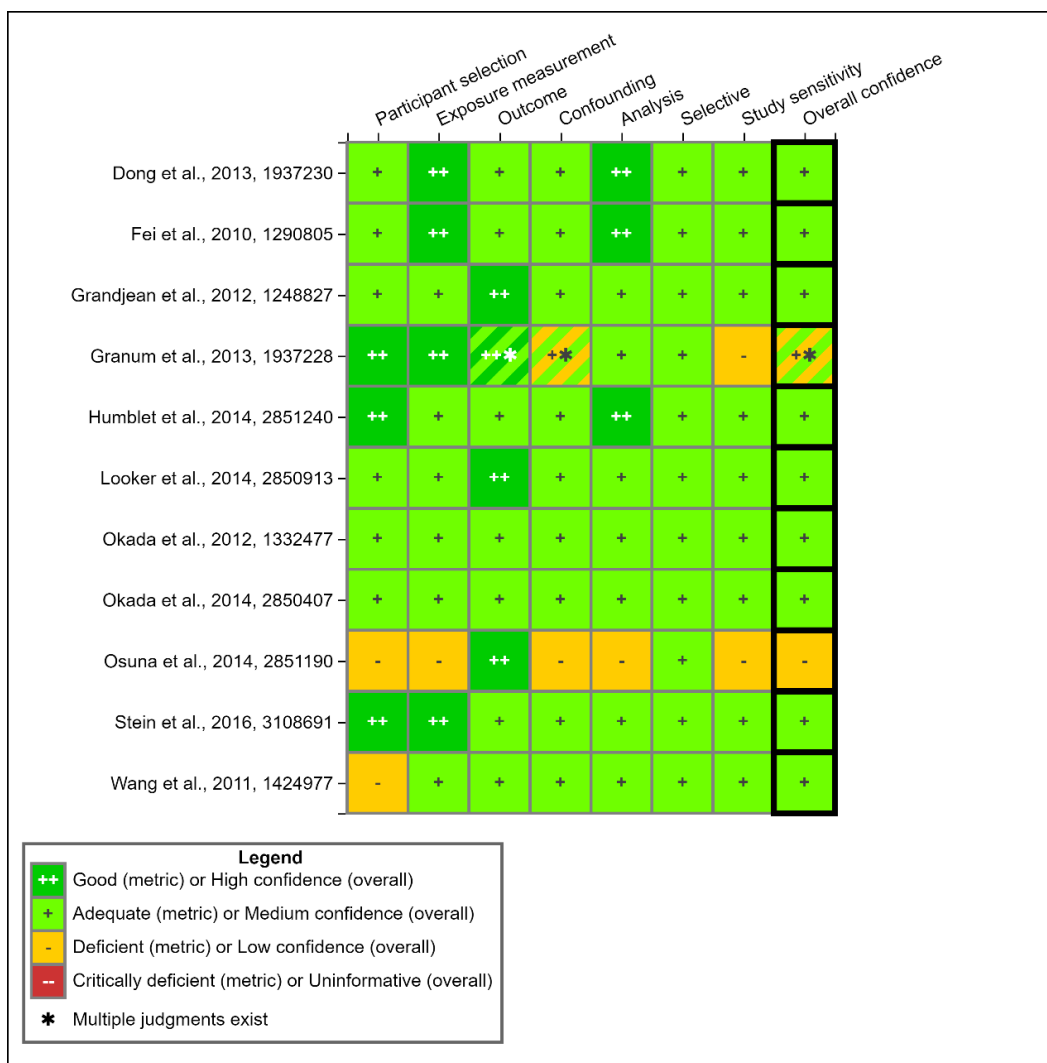 Participant selection
Exposure measurement
Outcome
Confounding
Analysis
Selective
Study sensitivity
Overall confidence
Dong et al., 2013, 1937230 + ++ + + ++ + + +
Fei et al., 2010, 1290805 + ++ + + ++ + + +
Grandjean et al., 2012, 1248827 + + ++ + + + + +
Granum et al., 2013, 1937228 ++ ++ ++✱ +✱ + + - +✱
Humblet et al., 2014, 2851240 ++ + + + ++ + + +
Looker et al., 2014, 2850913 + + ++ + + + + +
Okada et al., 2012, 1332477 + + + + + + + +
Okada et al., 2014, 2850407 + + + + + + + +
Osuna et al., 2014, 2851190 - - ++ - - + - -
Stein et al., 2016, 3108691 ++ ++ + + + + + +
Wang et al., 2011, 1424977 - + + + + + + +
Legend
++ Good (metric) or High confidence (overall)
+ Adequate (metric) or Medium confidence (overall)
- Deficient (metric) or Low confidence (overall)
-- Critically deficient (metric) or Uninformative (overall)
✱ Multiple judgments exist